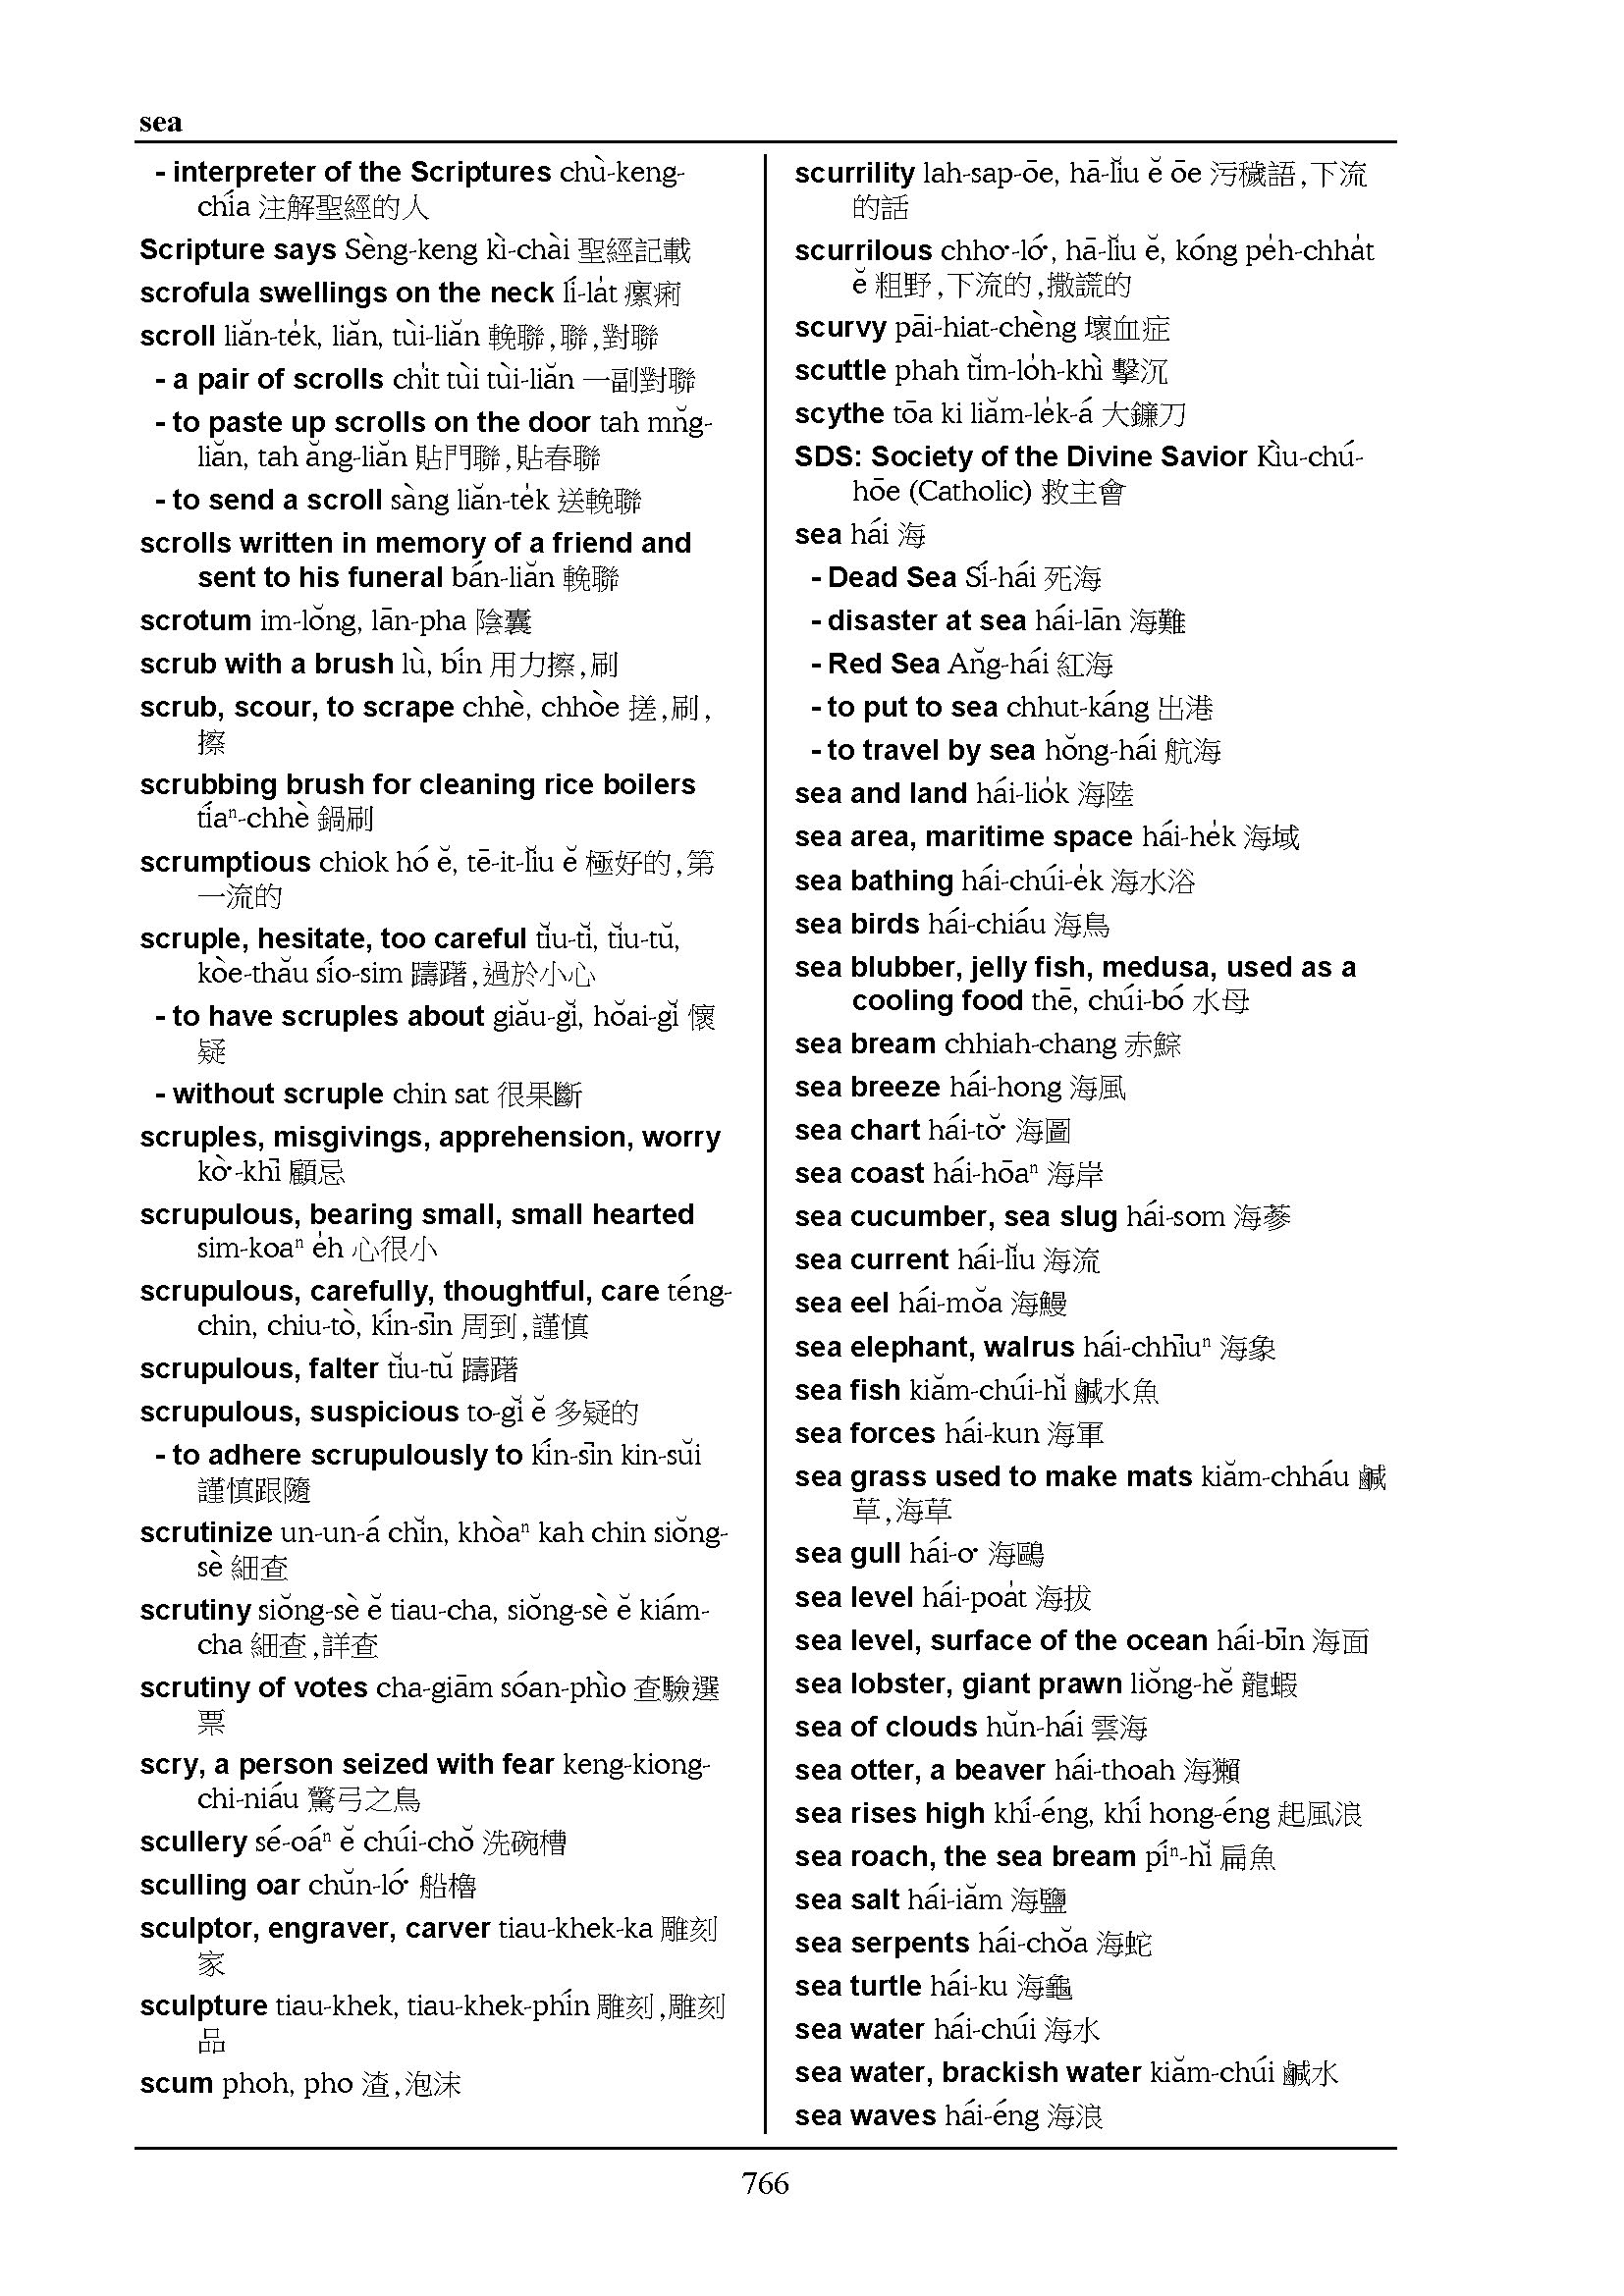 sea
- interpreter of the Scriptures chù-keng-
chía 注解聖經的人
Scripture says Sèng-keng kì-chài 聖經記載
scrofula swellings on the neck lí-la̍t 瘰癘
scroll liăn-te̍k, liăn, tùi-liăn 輓聯,聯,對聯
- a pair of scrolls chi̍t tùi tùi-liăn 一副對聯
- to paste up scrolls on the door tah mn̆g-
liăn, tah ăng-liăn 貼門聯,貼春聯
- to send a scroll sàng liăn-te̍k 送輓聯
scrolls written in memory of a friend and
sent to his funeral bán-liăn 輓聯
scrotum im-lŏng, lān-pha 陰囊
scrub with a brush lù, bín 用力擦,刷
scrub, scour, to scrape chhè, chhòe 搓,刷,
擦
scrubbing brush for cleaning rice boilers
tíaⁿ-chhè 鍋刷
scrumptious chiok hó ĕ, tē-it-lĭu ĕ 極好的,第
一流的
scruple, hesitate, too careful tĭu-tĭ, tĭu-tŭ,
kòe-thău sío-sim 躊躇,過於小心
- to have scruples about giău-gĭ, hŏai-gĭ 懷
疑
- without scruple chin sat 很果斷
scruples, misgivings, apprehension, worry
kò͘-khī 顧忌
scrupulous, bearing small, small hearted
sim-koaⁿ e̍h 心很小
scrupulous, carefully, thoughtful, care téng-
chin, chiu-tò, kín-sīn 周到,謹慎
scrupulous, falter tĭu-tŭ 躊躇
scrupulous, suspicious to-gĭ ĕ 多疑的
- to adhere scrupulously to kín-sīn kin-sŭi
謹慎跟隨
scrutinize un-un-á chĭn, khòaⁿ kah chin siŏng-
sè 細查
scrutiny siŏng-sè ĕ tiau-cha, siŏng-sè ĕ kiám-
cha 細查,詳查
scrutiny of votes cha-giām sóan-phìo 查驗選
票
scry, a person seized with fear keng-kiong-
chi-niáu 驚弓之鳥
scullery sé-oáⁿ ĕ chúi-chŏ 洗碗槽
sculling oar chŭn-ló͘ 船櫓
sculptor, engraver, carver tiau-khek-ka 雕刻
家
sculpture tiau-khek, tiau-khek-phín 雕刻,雕刻
品
scum phoh, pho 渣,泡沫
scurrility lah-sap-ōe, hā-lĭu ĕ ōe 污穢語,下流
的話
scurrilous chho͘-ló͘, hā-lĭu ĕ, kóng pe̍h-chha̍t
ĕ 粗野,下流的,撒謊的
scurvy pāi-hiat-chèng 壞血症
scuttle phah tĭm-lo̍h-khì 擊沉
scythe tōa ki liăm-le̍k-á 大鐮刀
SDS: Society of the Divine Savior Kìu-chú-
hōe (Catholic) 救主會
sea hái 海
- Dead Sea Sí-hái 死海
- disaster at sea hái-lān 海難
- Red Sea Ăng-hái 紅海
- to put to sea chhut-káng 出港
- to travel by sea hŏng-hái 航海
sea and land hái-lio̍k 海陸
sea area, maritime space hái-he̍k 海域
sea bathing hái-chúi-e̍k 海水浴
sea birds hái-chiáu 海鳥
sea blubber, jelly fish, medusa, used as a
cooling food thē, chúi-bó 水母
sea bream chhiah-chang 赤鯮
sea breeze hái-hong 海風
sea chart hái-tŏ͘ 海圖
sea coast hái-hōaⁿ 海岸
sea cucumber, sea slug hái-som 海蔘
sea current hái-lĭu 海流
sea eel hái-mŏa 海鰻
sea elephant, walrus hái-chhīuⁿ 海象
sea fish kiăm-chúi-hĭ 鹹水魚
sea forces hái-kun 海軍
sea grass used to make mats kiăm-chháu 鹹
草,海草
sea gull hái-o͘ 海鷗
sea level hái-poa̍t 海拔
sea level, surface of the ocean hái-bīn 海面
sea lobster, giant prawn liŏng-hĕ 龍蝦
sea of clouds hŭn-hái 雲海
sea otter, a beaver hái-thoah 海獺
sea rises high khí-éng, khí hong-éng 起風浪
sea roach, the sea bream píⁿ-hĭ 扁魚
sea salt hái-iăm 海鹽
sea serpents hái-chŏa 海蛇
sea turtle hái-ku 海龜
sea water hái-chúi 海水
sea water, brackish water kiăm-chúi 鹹水
sea waves hái-éng 海浪
766